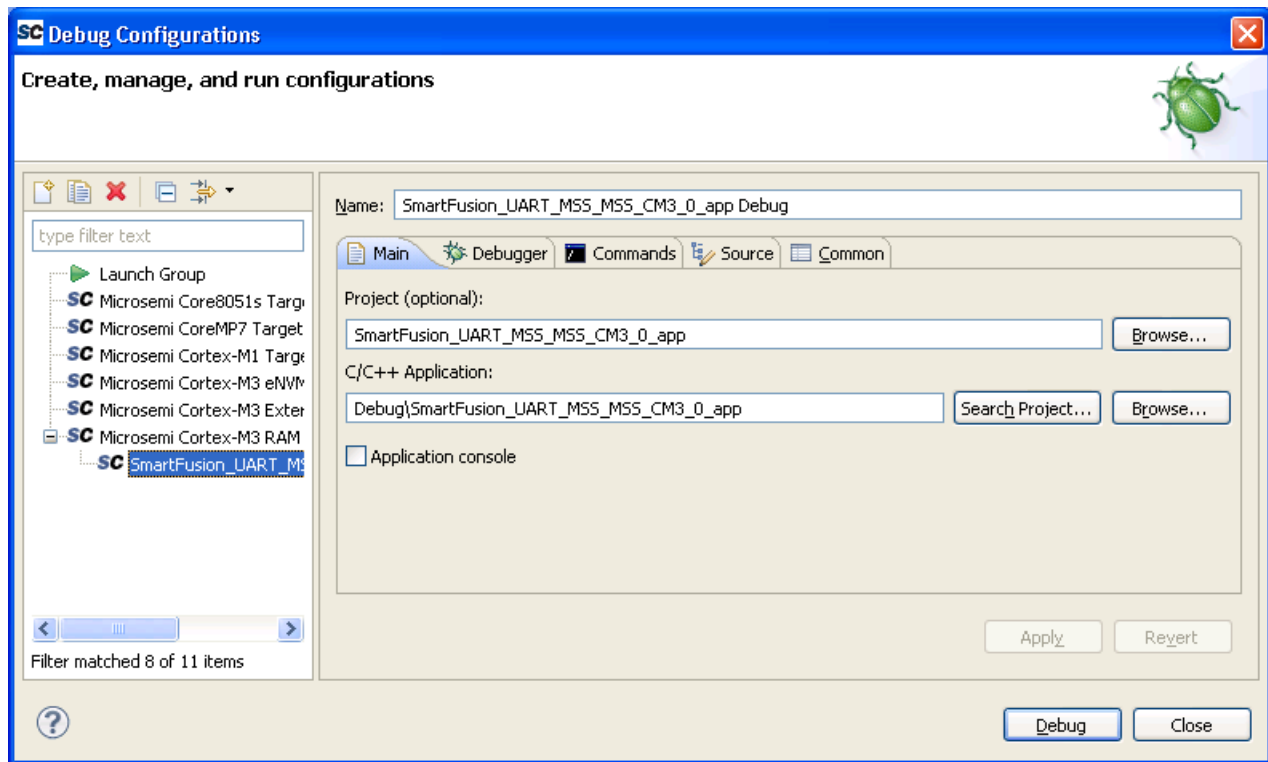 SC Debug Configurations
Create, manage, and run configurations
type filter text
Launch Group
SC Microsemi Core8051s Targ
SC Microsemi CoreMP7 Target
SC Microsemi Cortex-M1 Targe
SC Microsemi Cortex-M3 eNVM
SC Microsemi Cortex-M3 Exter
SC Microsemi Cortex-M3 RAM
SC SmartFusion_UART_MS
Filter matched 8 of 11 items
Name: SmartFusion_UART_MSS_MSS_CM3_0_app Debug
Main Debugger Commands Source Common
Project (optional):
SmartFusion_UART_MSS_MSS_CM3_0_app Browse...
C/C++ Application:
Debug\SmartFusion_UART_MSS_MSS_CM3_0_app Search Project... Browse...
Application console
Apply Revert
? Debug Close